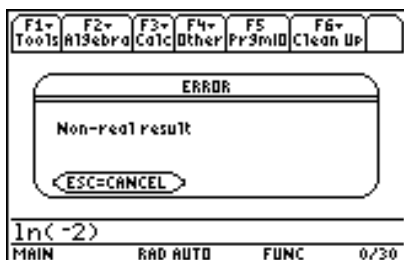 F1▾ F2▾ F3▾ F4▾ F5 F6▾
Tools Algebra Calc Other PrgmIO Clean Up
ERROR
Non-real result
ESC=CANCEL
ln(-2)
MAIN RAD AUTO FUNC 0/30